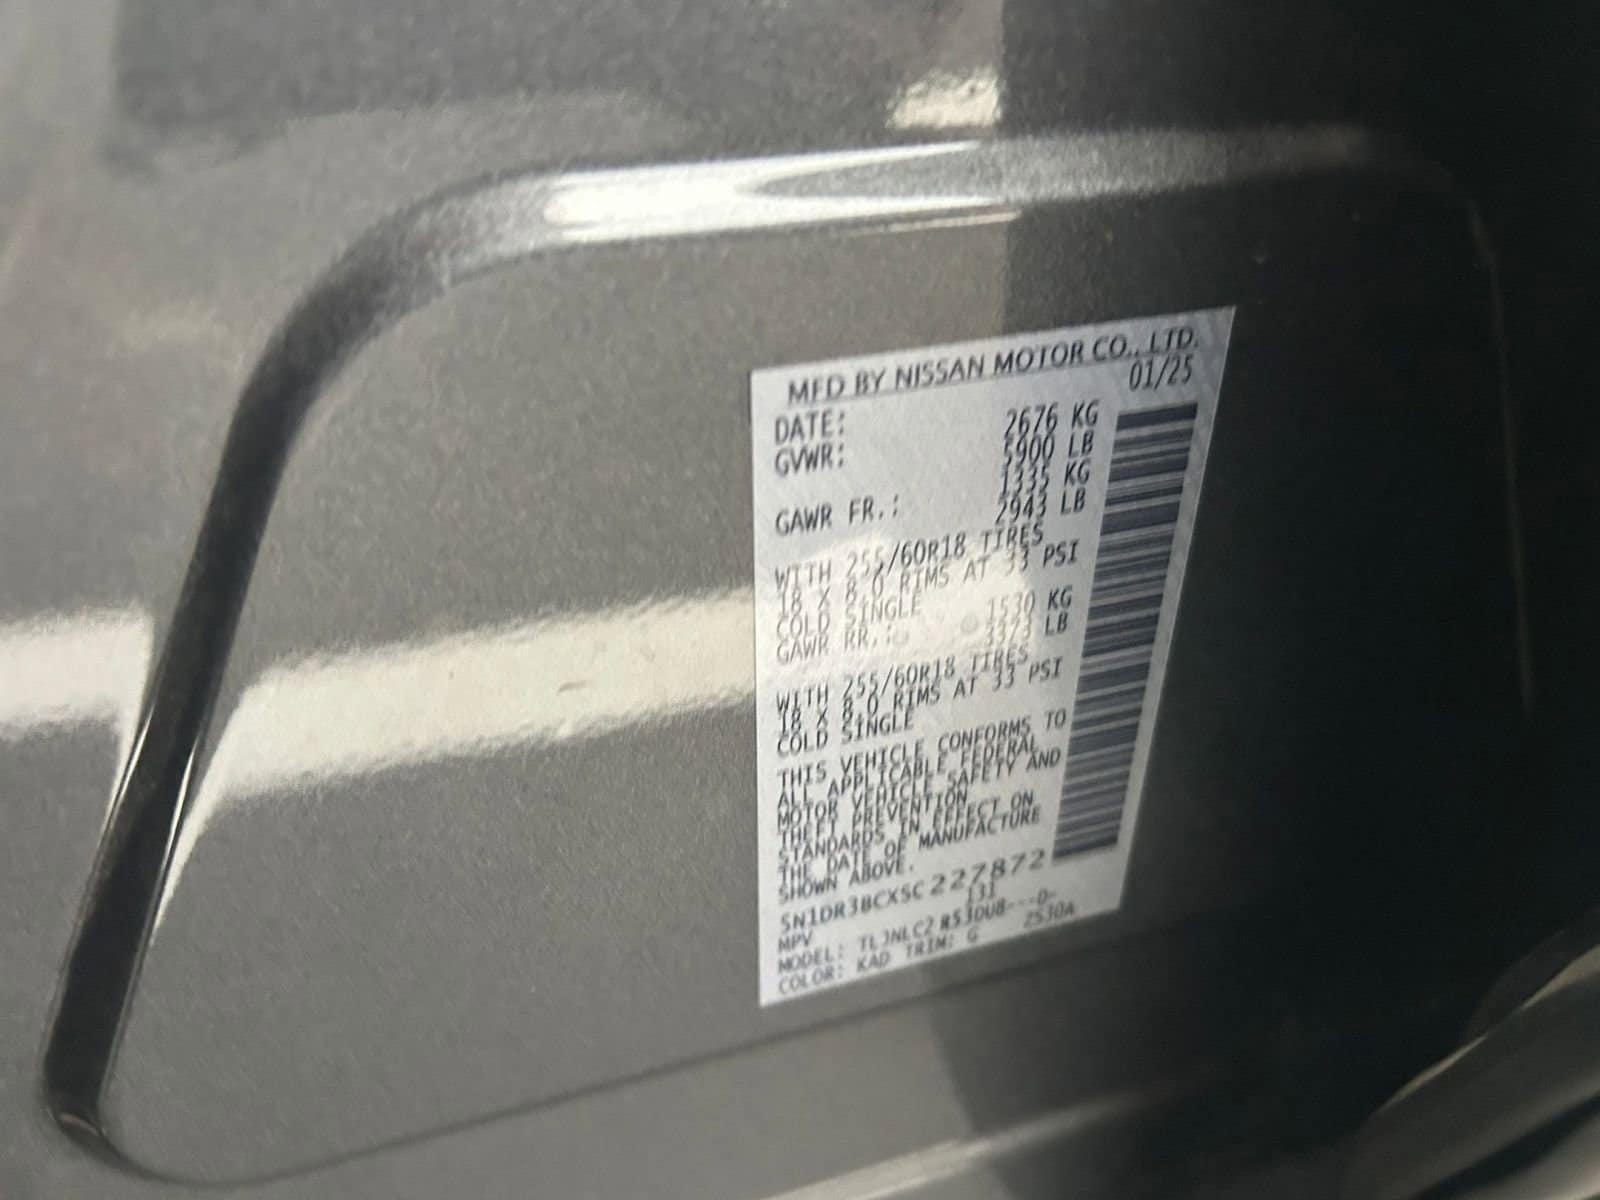 MFD BY NISSAN MOTOR CO., LTD.
DATE: 01/25
GVWR: 2676 KG
5900 LB
GAWR FR.: 1335 KG
2943 LB
WITH 255/60R18 TIRES
18 X 8.0 RIMS AT 33 PSI
COLD SINGLE
GAWR RR.: 1530 KG
3373 LB
WITH 255/60R18 TIRES
18 X 8.0 RIMS AT 33 PSI
COLD SINGLE
THIS VEHICLE CONFORMS TO
ALL APPLICABLE FEDERAL
MOTOR VEHICLE SAFETY AND
THEFT PREVENTION
STANDARDS IN EFFECT ON
THE DATE OF MANUFACTURE
SHOWN ABOVE.
5N1DR3BCXSC227872
MPV 131
MODEL: TLJNLC2 R53DU8---D-
COLOR: KAD TRIM: G 2530A